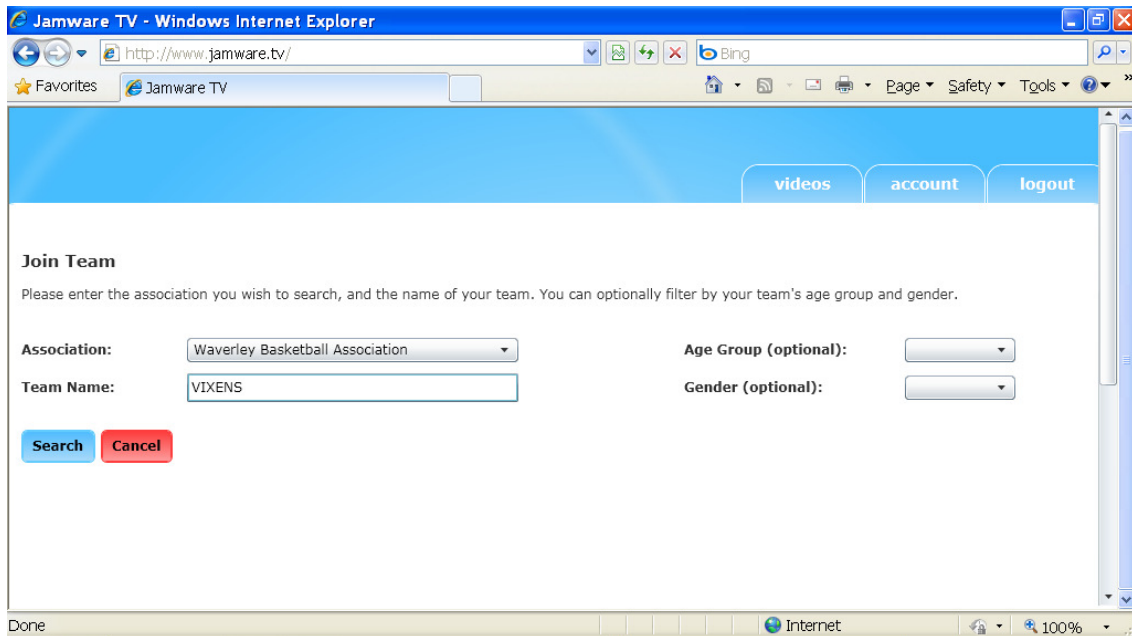 Jamware TV - Windows Internet Explorer
http://www.jamware.tv/
Bing
Favorites
Jamware TV
Page Safety Tools »
videos account logout
Join Team
Please enter the association you wish to search, and the name of your team. You can optionally filter by your team's age group and gender.
Association: Waverley Basketball Association Age Group (optional):
Team Name: VIXENS Gender (optional):
Search Cancel
Done Internet 100%